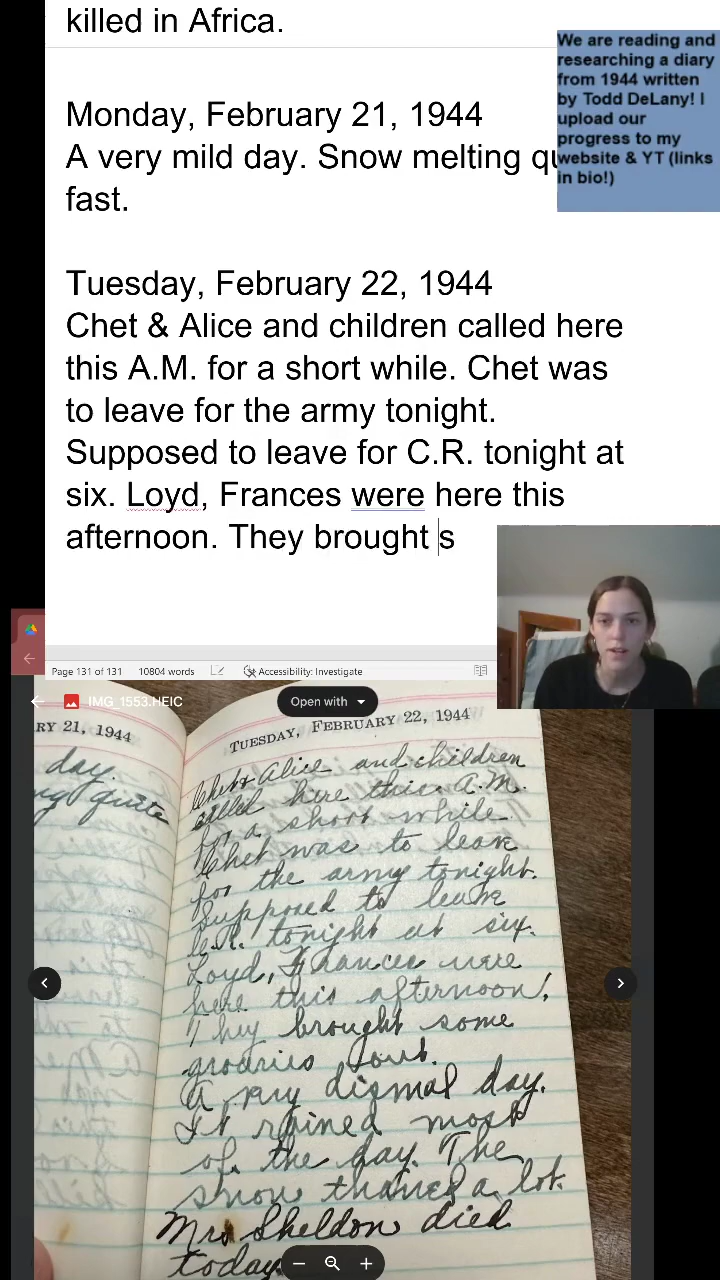 killed in Africa.
We are reading and
researching a diary
from 1944 written
by Todd DeLany! I
upload our
progress to my
website & YT (links
in bio!)
Monday, February 21, 1944
A very mild day. Snow melting qu
fast.
Tuesday, February 22, 1944
Chet & Alice and children called here
this A.M. for a short while. Chet was
to leave for the army tonight.
Supposed to leave for C.R. tonight at
six. Loyd, Frances were here this
afternoon. They brought s
Page 131 of 131 10804 words Accessibility: Investigate
IMG_1553.HEIC Open with
RY 21, 1944
day.
quite
TUESDAY, FEBRUARY 22, 1944
Chet & Alice and children
called here this A.M.
for a short while.
Chet was to leave
for the army tonight.
Supposed to leave
C.R. tonight at six.
Loyd, Frances were
here this afternoon.
They brought some
groceries out.
A very dismal day.
It rained most
of the day. The
snow thawed a lot.
Mrs Sheldon died
today